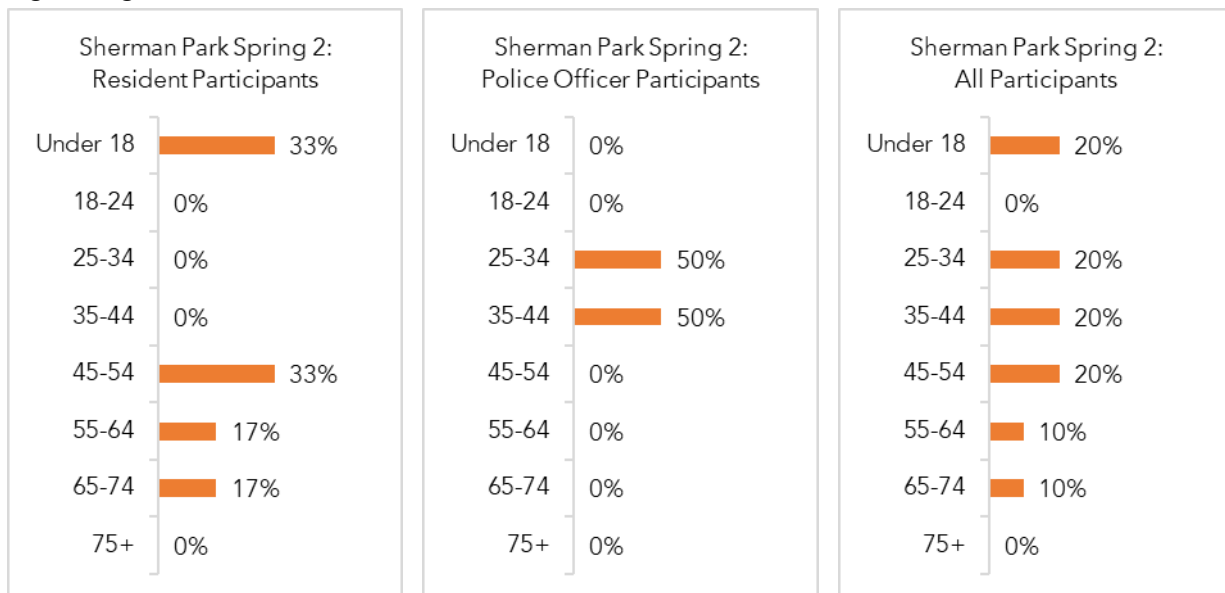 Sherman Park Spring 2:
Resident Participants
Under 18 33%
18-24 0%
25-34 0%
35-44 0%
45-54 33%
55-64 17%
65-74 17%
75+ 0%
Sherman Park Spring 2:
Police Officer Participants
Under 18 0%
18-24 0%
25-34 50%
35-44 50%
45-54 0%
55-64 0%
65-74 0%
75+ 0%
Sherman Park Spring 2:
All Participants
Under 18 20%
18-24 0%
25-34 20%
35-44 20%
45-54 20%
55-64 10%
65-74 10%
75+ 0%